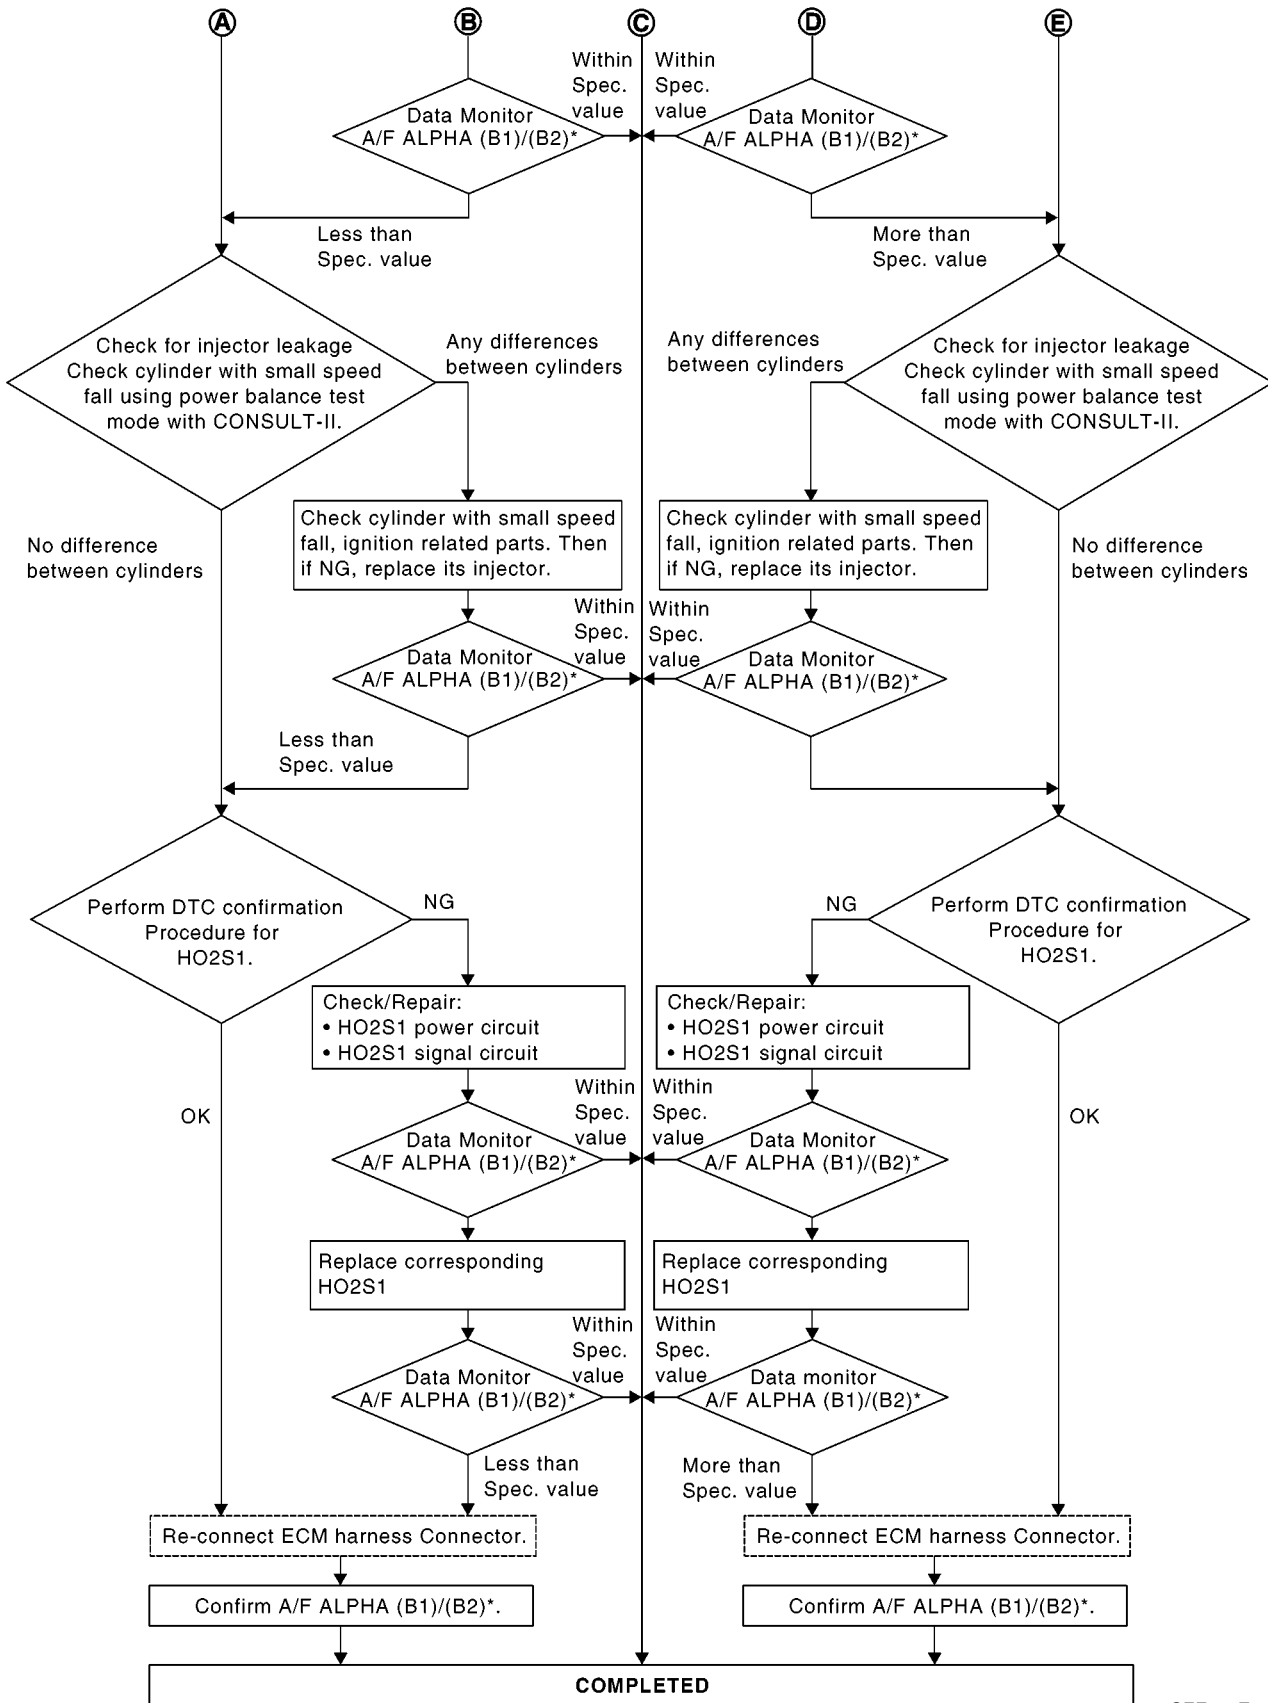 A
B
C
D
E
Within
Spec.
value
Within
Spec.
value
Data Monitor
A/F ALPHA (B1)/(B2)*
Data Monitor
A/F ALPHA (B1)/(B2)*
Less than
Spec. value
More than
Spec. value
Check for injector leakage
Check cylinder with small speed
fall using power balance test
mode with CONSULT-II.
Any differences
between cylinders
Any differences
between cylinders
Check for injector leakage
Check cylinder with small speed
fall using power balance test
mode with CONSULT-II.
No difference
between cylinders
Check cylinder with small speed
fall, ignition related parts. Then
if NG, replace its injector.
Check cylinder with small speed
fall, ignition related parts. Then
if NG, replace its injector.
No difference
between cylinders
Within
Spec.
value
Within
Spec.
value
Data Monitor
A/F ALPHA (B1)/(B2)*
Data Monitor
A/F ALPHA (B1)/(B2)*
Less than
Spec. value
Perform DTC confirmation
Procedure for
HO2S1.
NG
NG
Perform DTC confirmation
Procedure for
HO2S1.
Check/Repair:
• HO2S1 power circuit
• HO2S1 signal circuit
Check/Repair:
• HO2S1 power circuit
• HO2S1 signal circuit
OK
Within
Spec.
value
Within
Spec.
value
OK
Data Monitor
A/F ALPHA (B1)/(B2)*
Data Monitor
A/F ALPHA (B1)/(B2)*
Replace corresponding
HO2S1
Replace corresponding
HO2S1
Within
Spec.
value
Within
Spec.
value
Data Monitor
A/F ALPHA (B1)/(B2)*
Data monitor
A/F ALPHA (B1)/(B2)*
Less than
Spec. value
More than
Spec. value
Re-connect ECM harness Connector.
Re-connect ECM harness Connector.
Confirm A/F ALPHA (B1)/(B2)*.
Confirm A/F ALPHA (B1)/(B2)*.
COMPLETED